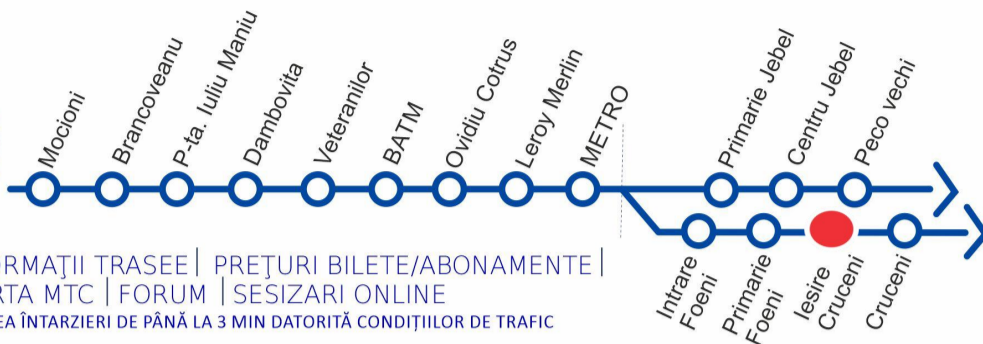 Mocioni
Brancoveanu
P-ta. Iuliu Maniu
Dambovita
Veteranilor
BATM
Ovidiu Cotrus
Leroy Merlin
METRO
Primarie Jebel
Centru Jebel
Peco vechi
Intrare
Foeni
Primarie
Foeni
Iesire
Cruceni
Cruceni
ORMAŢII TRASEE| PREŢURI BILETE/ABONAMENTE|
RTA MTC | FORUM | SESIZARI ONLINE
EA ÎNTARZIERI DE PÂNĂ LA 3 MIN DATORITĂ CONDIȚIILOR DE TRAFIC